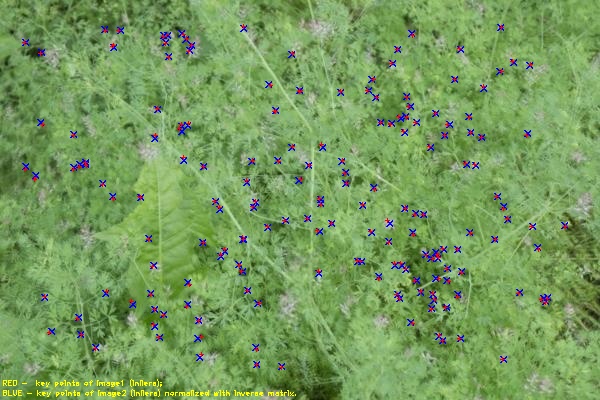 RED - key points of image1 (inliers);
BLUE - key points of image2 (inliers) normalized with inverse matrix.